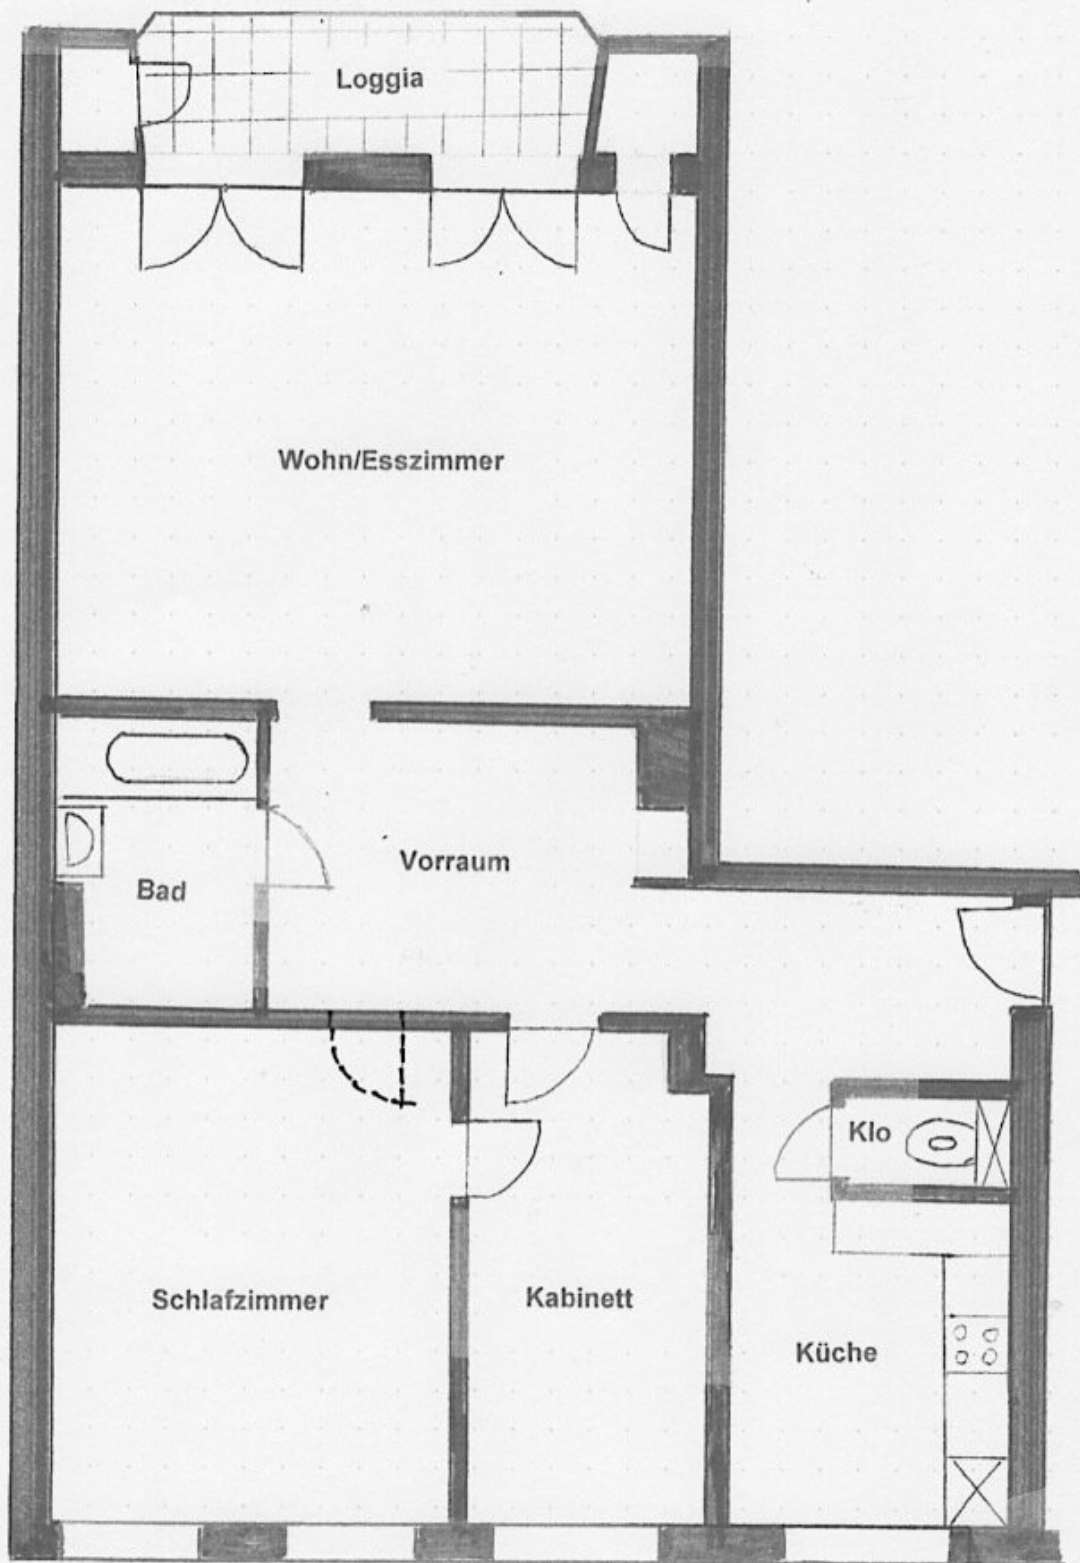 Loggia
Wohn/Esszimmer
Vorraum
Bad
Klo
Schlafzimmer
Kabinett
Küche